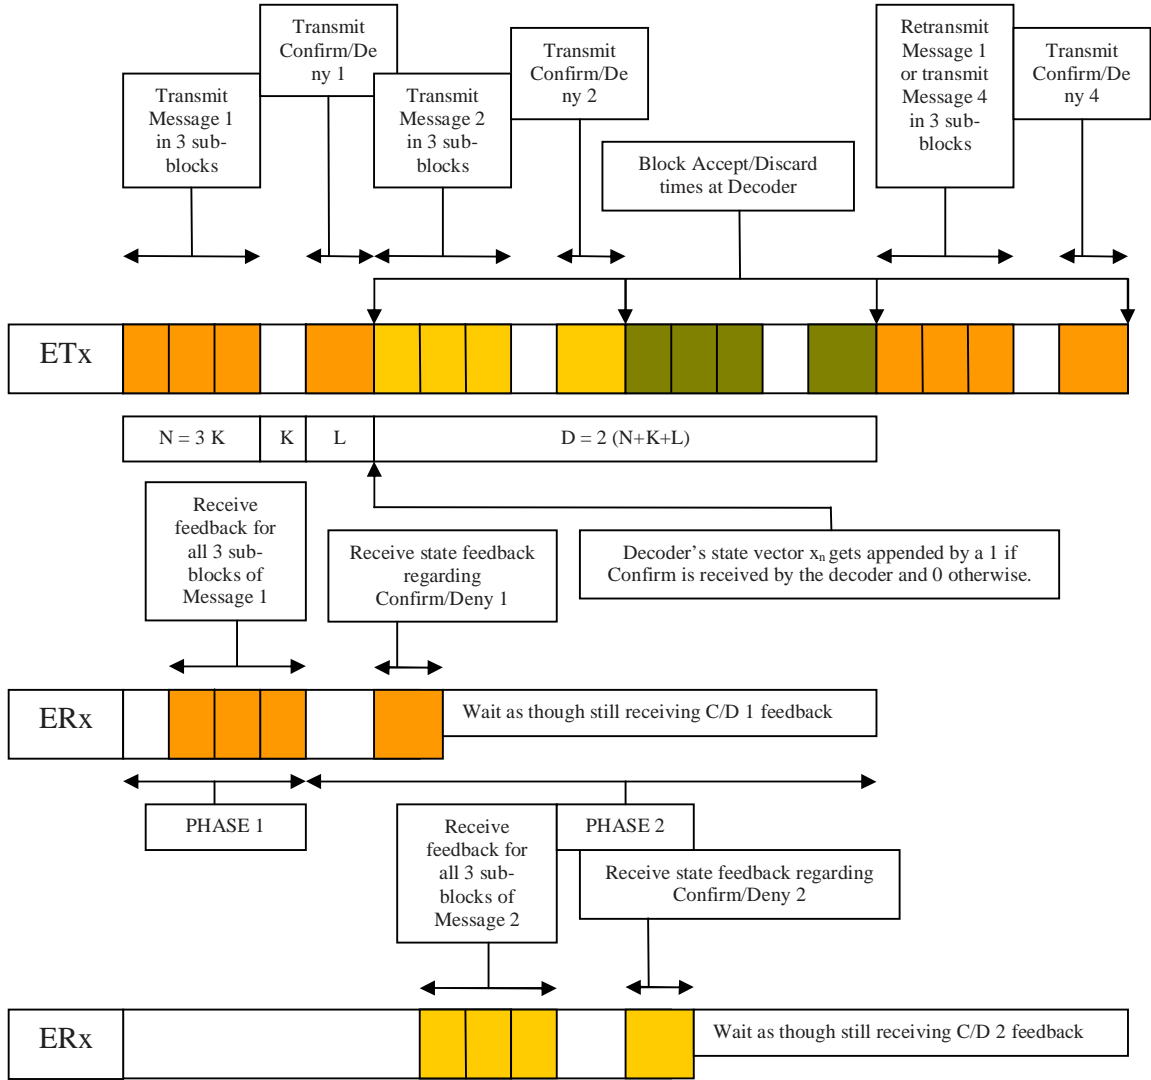 Transmit
Message 1
in 3 sub-
blocks
Transmit
Confirm/De
ny 1
Transmit
Message 2
in 3 sub-
blocks
Transmit
Confirm/De
ny 2
Block Accept/Discard
times at Decoder
Retransmit
Message 1
or transmit
Message 4
in 3 sub-
blocks
Transmit
Confirm/De
ny 4
ETx
N = 3 K
K
L
D = 2 (N+K+L)
Receive
feedback for
all 3 sub-
blocks of
Message 1
Receive state feedback
regarding
Confirm/Deny 1
Decoder's state vector xn gets appended by a 1 if
Confirm is received by the decoder and 0 otherwise.
ERx
Wait as though still receiving C/D 1 feedback
PHASE 1
PHASE 2
Receive
feedback for
all 3 sub-
blocks of
Message 2
Receive state feedback regarding
Confirm/Deny 2
ERx
Wait as though still receiving C/D 2 feedback